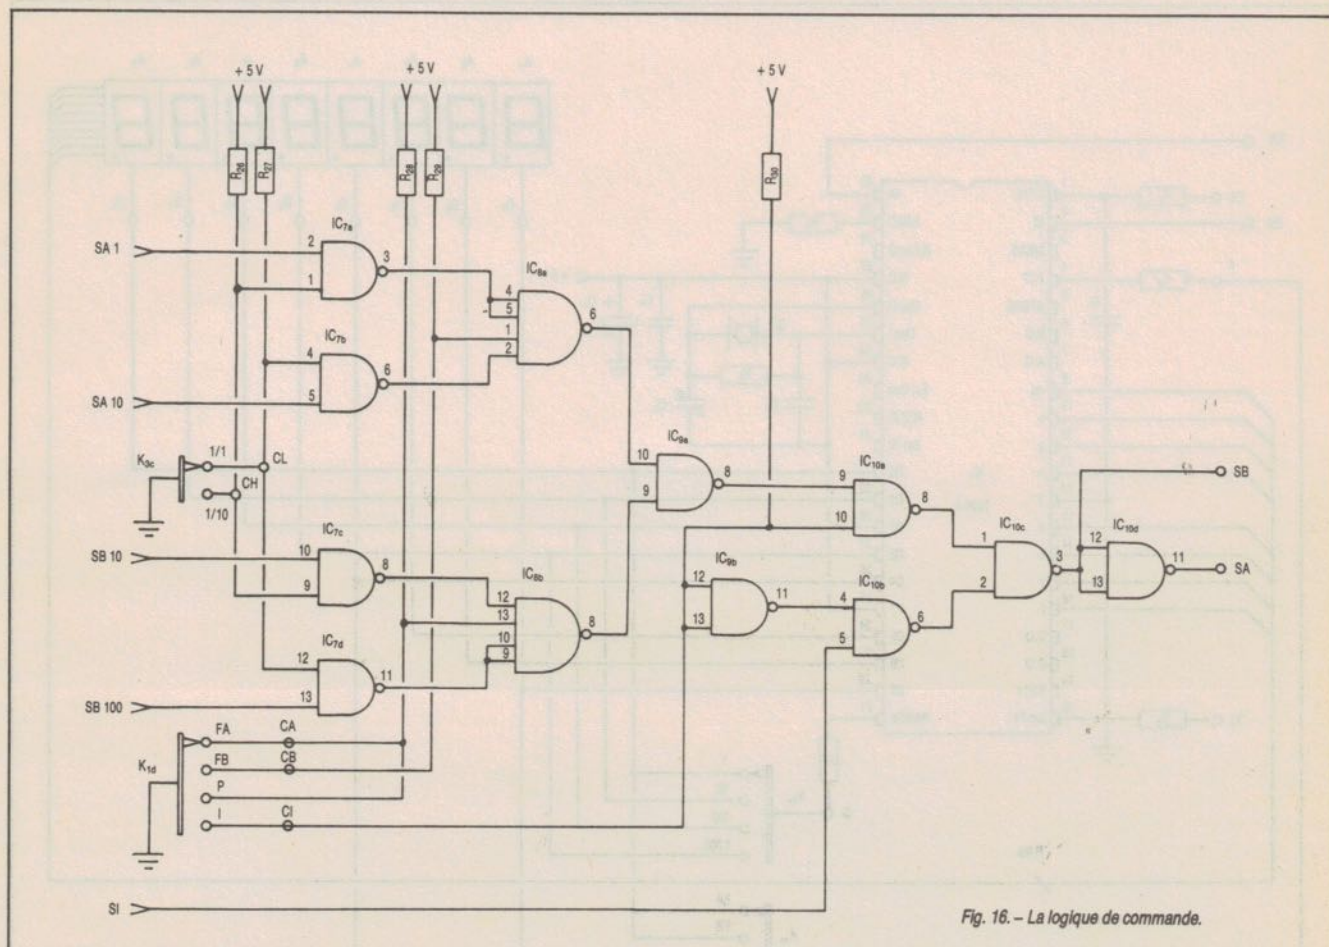 + 5 V
+ 5 V
+ 5 V
R26
R27
R28
R29
R30
IC7a
SA 1
2
1
3
IC8a
4
5
1
2
6
IC7b
4
5
6
SA 10
K3c
1/1
CL
CH
1/10
IC9a
10
9
8
IC10a
9
10
8
SB
IC7c
SB 10
10
9
8
IC8b
12
13
10
9
8
IC9b
12
13
11
IC10b
4
5
6
IC10c
1
2
3
IC10d
12
13
11
SA
IC7d
12
13
11
SB 100
K1d
FA
CA
FB
CB
P
I
CI
SI
Fig. 16. – La logique de commande.